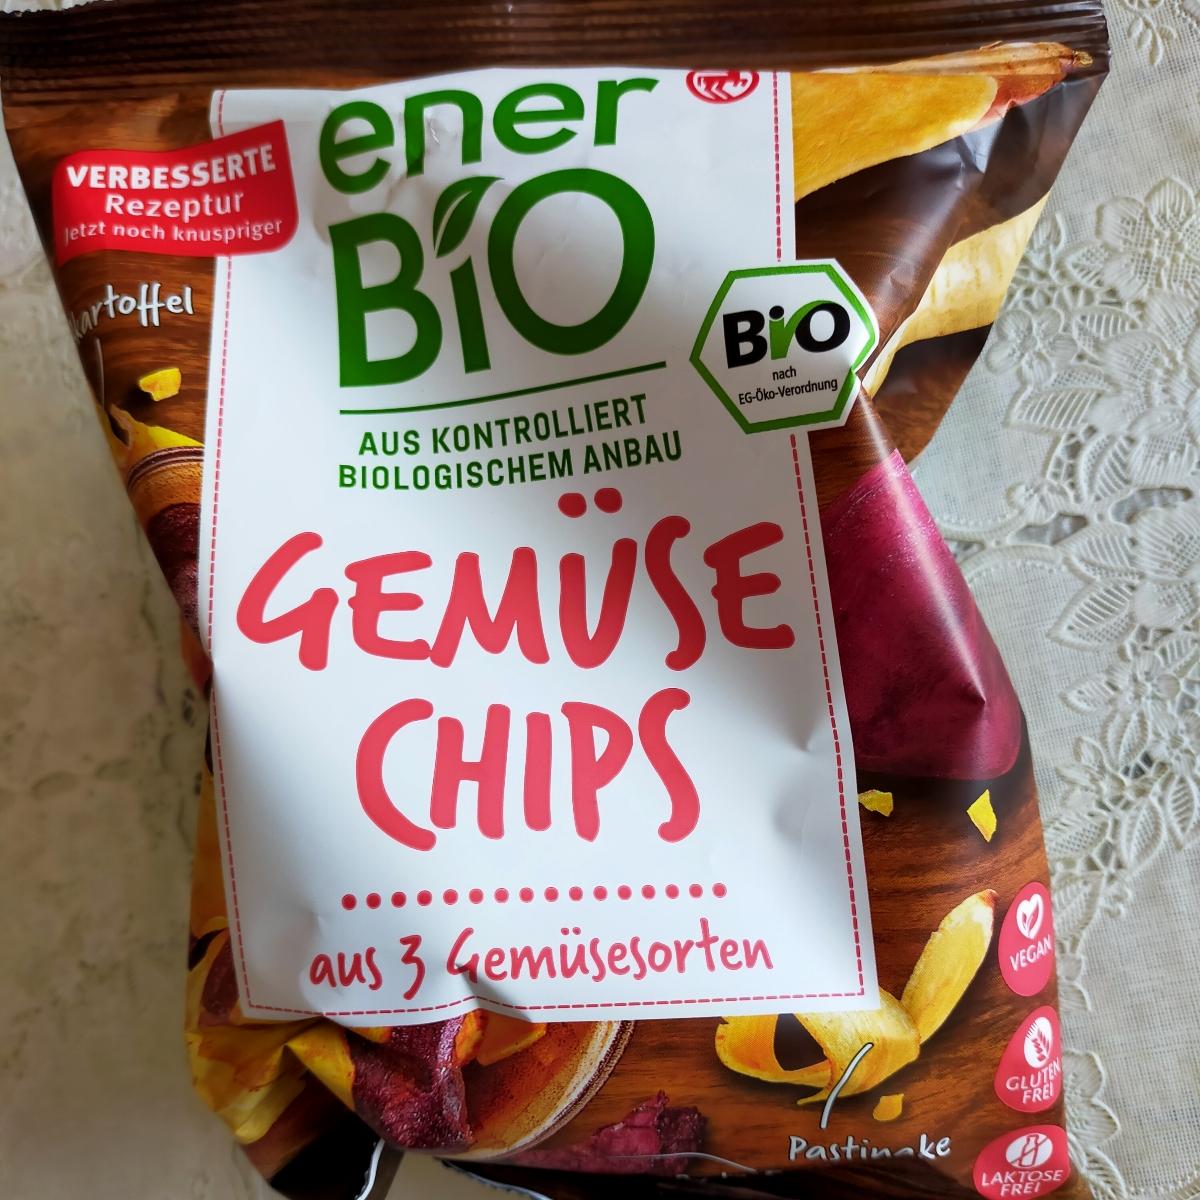 ener
BiO
VERBESSERTE
Rezeptur
Jetzt noch knuspriger
kartoffel
BiO
nach
EG-Öko-Verordnung
AUS KONTROLLIERT
BIOLOGISCHEM ANBAU
GEMÜSE
CHIPS
aus 3 Gemüsesorten
VEGAN
GLUTEN
FREI
Pastinake
LAKTOSE
FREI